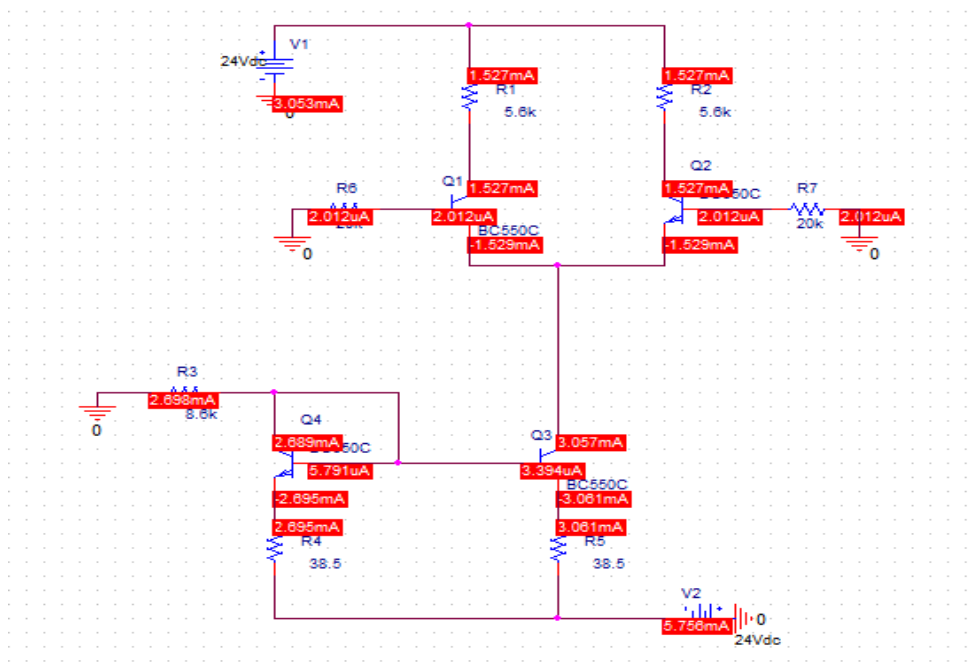 V1
24Vdc
3.053mA
0
1.527mA
R1
5.6k
1.527mA
R2
5.6k
R6
2.012uA
0
Q1
1.527mA
2.012uA
BC550C
-1.529mA
Q2
1.527mA
2.012uA
-1.529mA
R7
20k
2.012uA
0
R3
2.698mA
8.6k
0
Q4
2.689mA
5.791uA
-2.695mA
2.695mA
R4
38.5
Q3
3.057mA
3.394uA
BC550C
-3.061mA
3.061mA
R5
38.5
V2
5.756mA
0
24Vdc